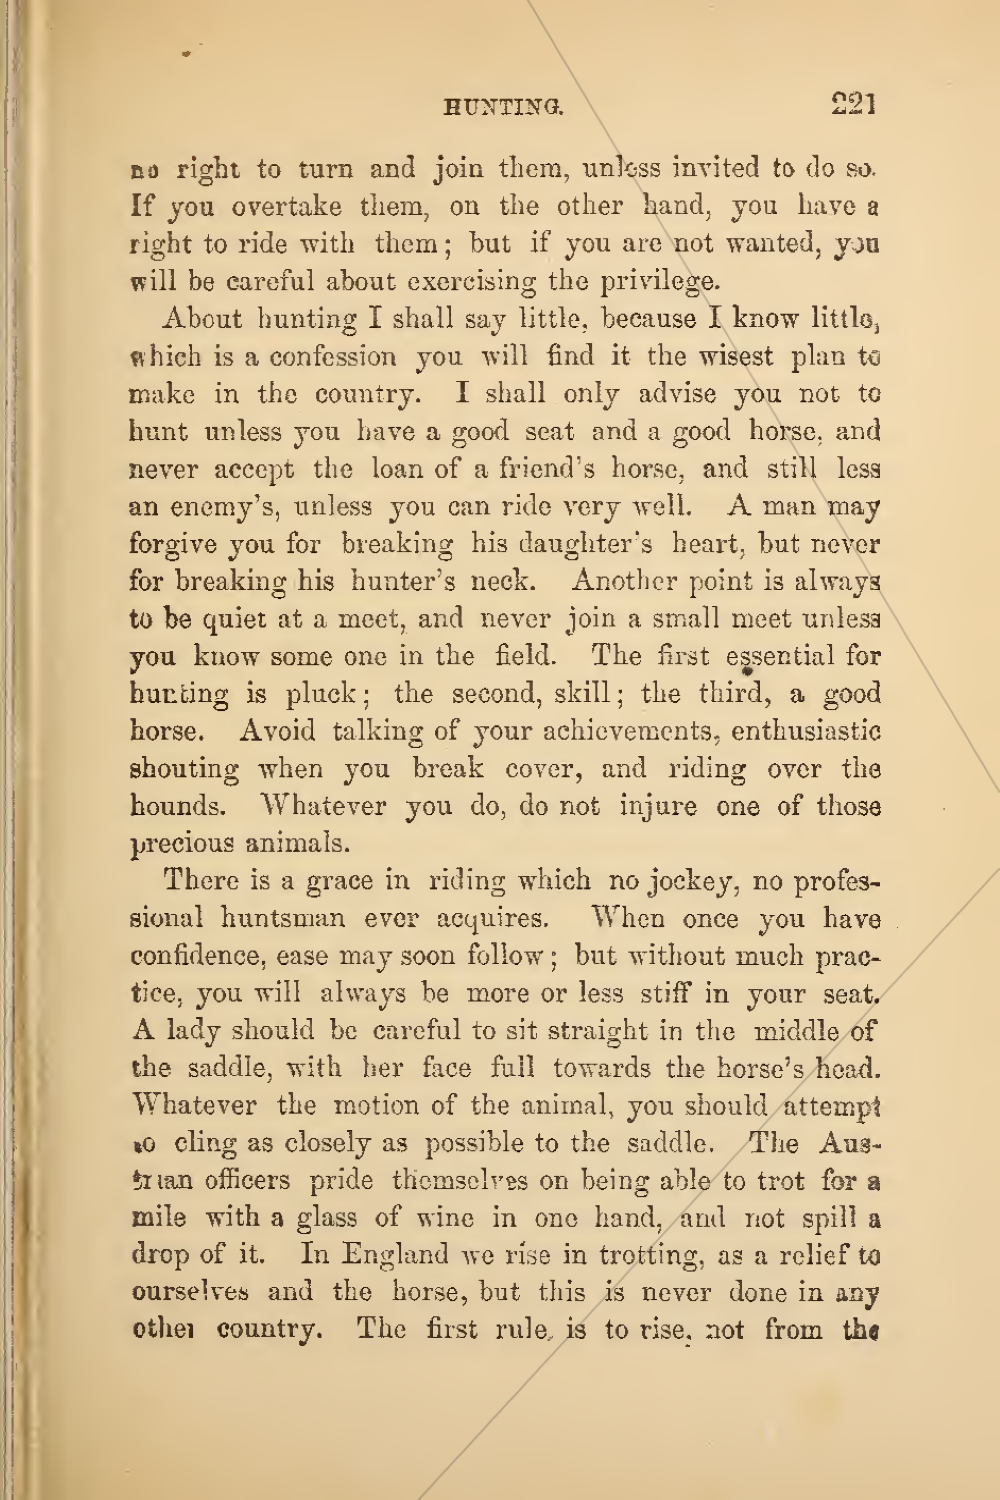 HUNTING. 221
no right to turn and join them, unless invited to do so.
If you overtake them, on the other hand, you have a
right to ride with them; but if you are not wanted, you
will be careful about exercising the privilege.
About hunting I shall say little, because I know little,
which is a confession you will find it the wisest plan to
make in the country. I shall only advise you not to
hunt unless you have a good seat and a good horse, and
never accept the loan of a friend's horse, and still less
an enemy's, unless you can ride very well. A man may
forgive you for breaking his daughter's heart, but never
for breaking his hunter's neck. Another point is always
to be quiet at a meet, and never join a small meet unless
you know some one in the field. The first essential for
hunting is pluck; the second, skill; the third, a good
horse. Avoid talking of your achievements, enthusiastic
shouting when you break cover, and riding over the
hounds. Whatever you do, do not injure one of those
precious animals.
There is a grace in riding which no jockey, no profes-
sional huntsman ever acquires. When once you have
confidence, ease may soon follow; but without much prac-
tice, you will always be more or less stiff in your seat.
A lady should be careful to sit straight in the middle of
the saddle, with her face full towards the horse's head.
Whatever the motion of the animal, you should attempt
to cling as closely as possible to the saddle. The Aus-
trian officers pride themselves on being able to trot for a
mile with a glass of wine in one hand, and not spill a
drop of it. In England we rise in trotting, as a relief to
ourselves and the horse, but this is never done in any
other country. The first rule, is to rise, not from the